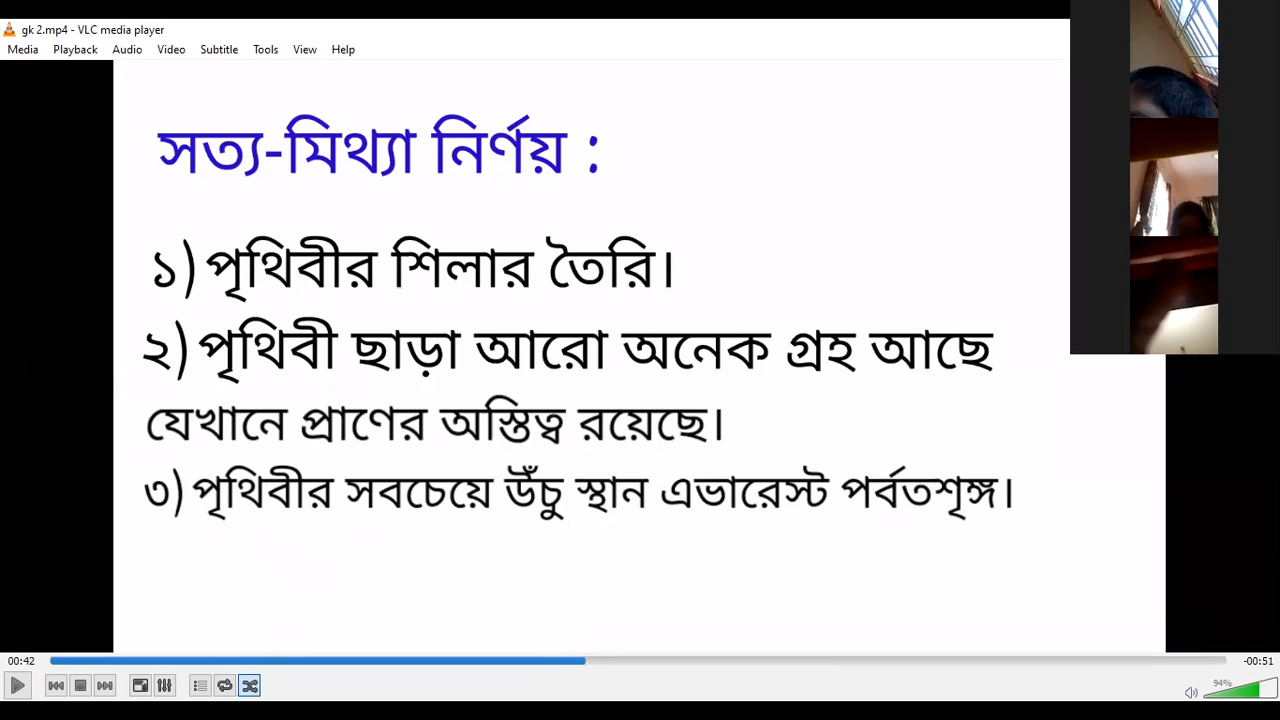 gk 2.mp4 - VLC media player
Media Playback Audio Video Subtitle Tools View Help
সত্য-মিথ্যা নির্ণয় :
১) পৃথিবীর শিলার তৈরি।
২) পৃথিবী ছাড়া আরো অনেক গ্রহ আছে
যেখানে প্রাণের অস্তিত্ব রয়েছে।
৩) পৃথিবীর সবচেয়ে উঁচু স্থান এভারেস্ট পর্বতশৃঙ্গ।
00:42 -00:51
94%